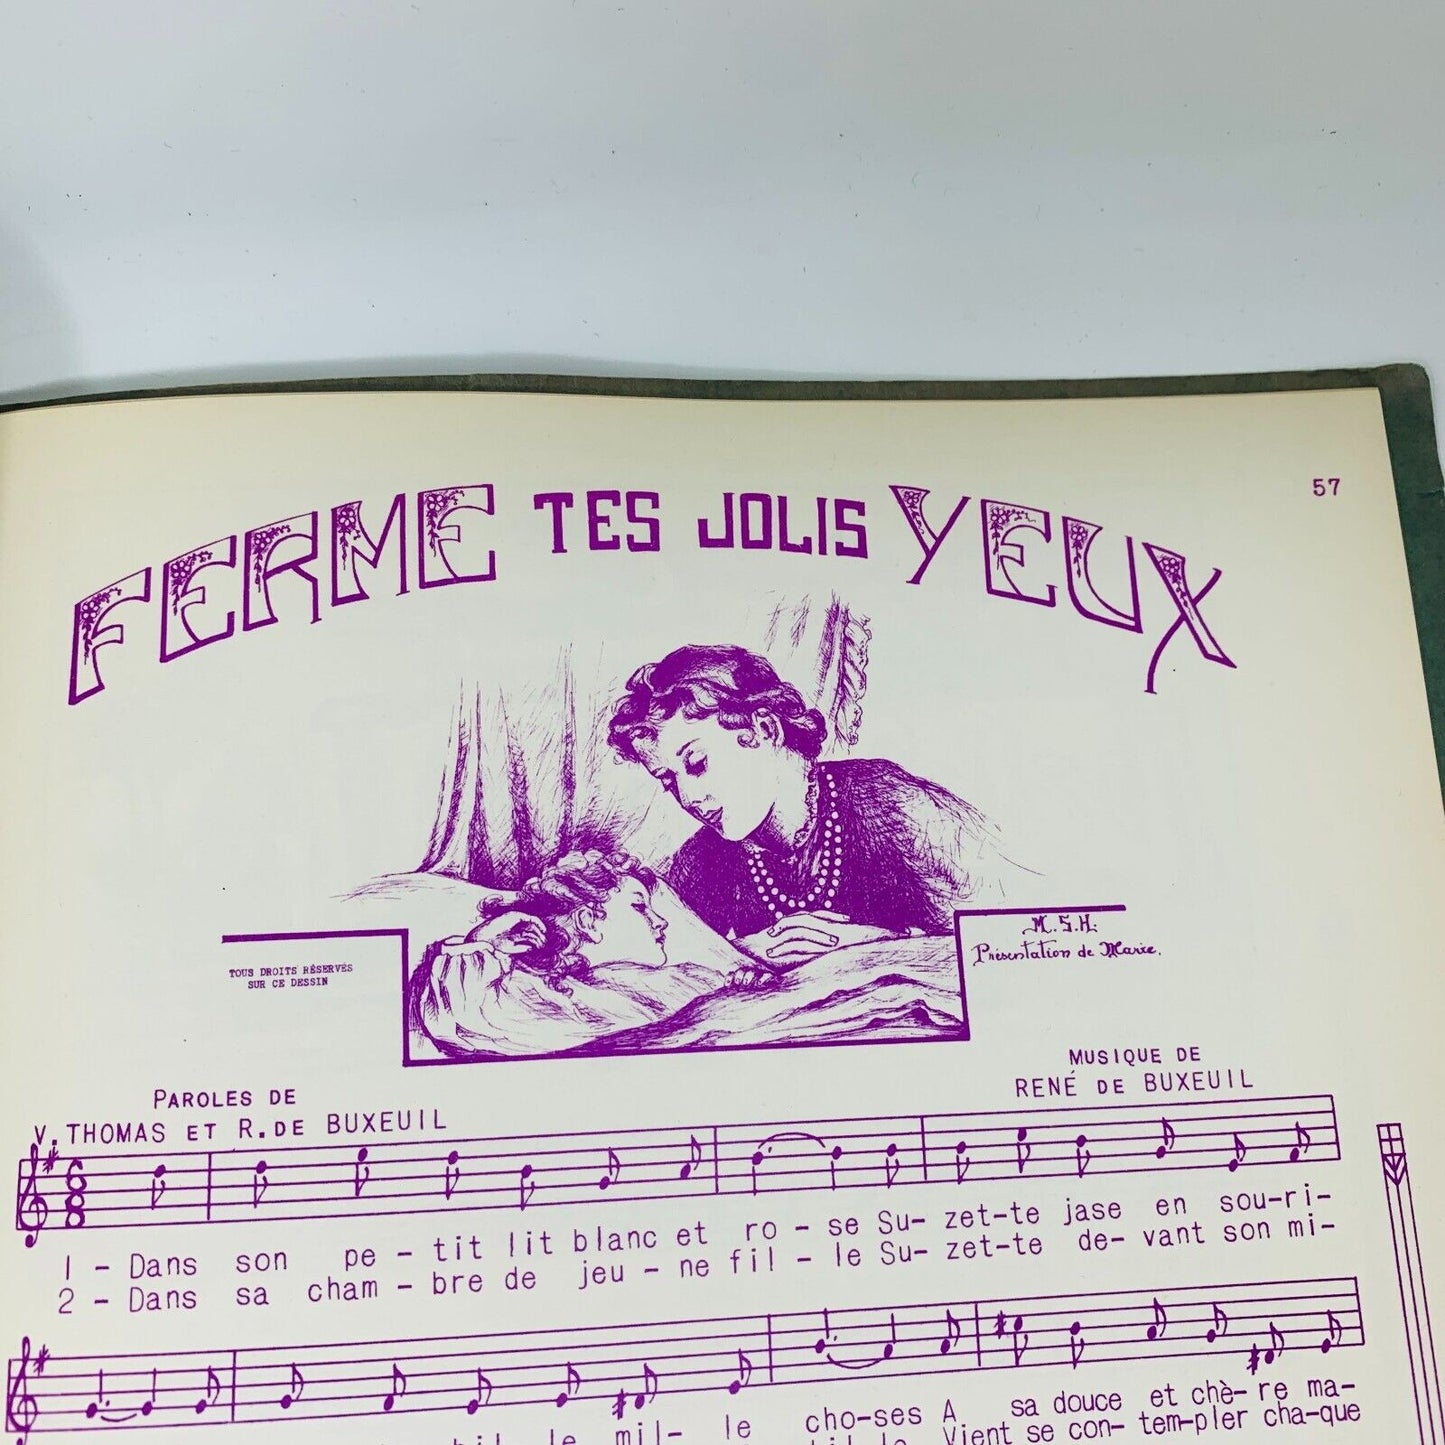 57
FERME TES JOLIS YEUX
M.S.H.
Présentation de Marie.
TOUS DROITS RÉSERVÉS
SUR CE DESSIN
PAROLES DE
V. THOMAS ET R. DE BUXEUIL
MUSIQUE DE
RENÉ DE BUXEUIL
1 - Dans son pe - tit lit blanc et ro - se Su- zet-te jase en sou-ri-
2 - Dans sa cham - bre de jeu - ne fil - le Su- zet-te de- vant son mi-
le mil- le cho-ses A sa douce et chè- re ma-
Vient se con- tem-pler cha-que